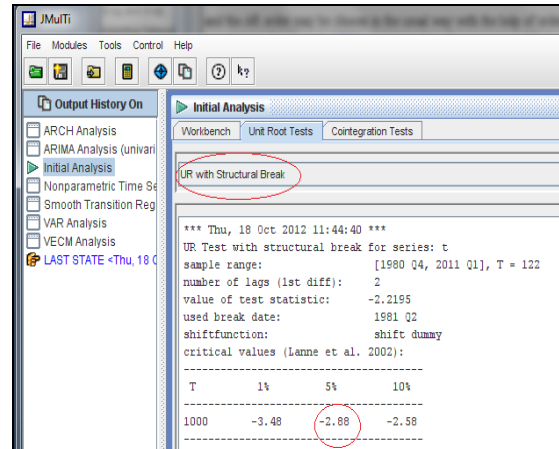 JMulTi
File Modules Tools Control Help
Output History On
ARCH Analysis
ARIMA Analysis (univari
Initial Analysis
Nonparametric Time Se
Smooth Transition Reg
VAR Analysis
VECM Analysis
LAST STATE <Thu, 18 O
Initial Analysis
Workbench Unit Root Tests Cointegration Tests
UR with Structural Break
*** Thu, 18 Oct 2012 11:44:40 ***
UR Test with structural break for series: t
sample range: [1980 Q4, 2011 Q1], T = 122
number of lags (1st diff): 2
value of test statistic: -2.2195
used break date: 1981 Q2
shiftfunction: shift dummy
critical values (Lanne et al. 2002):
T 1% 5% 10%
1000 -3.48 -2.88 -2.58